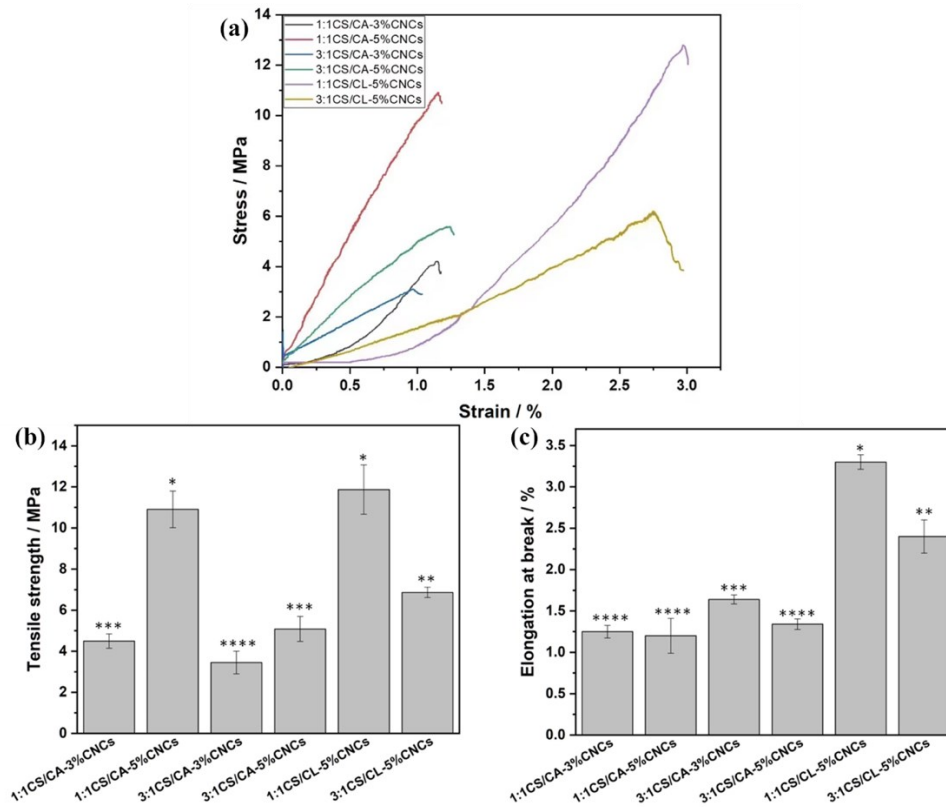 (a)
14
12
10
8
6
4
2
0
Stress / MPa
1:1CS/CA-3%CNCs
1:1CS/CA-5%CNCs
3:1CS/CA-3%CNCs
3:1CS/CA-5%CNCs
1:1CS/CL-5%CNCs
3:1CS/CL-5%CNCs
0.0 0.5 1.0 1.5 2.0 2.5 3.0
Strain / %
(b)
14
12
10
8
6
4
2
0
Tensile strength / MPa
*** * **** *** * **
1:1CS/CA-3%CNCs
1:1CS/CA-5%CNCs
3:1CS/CA-3%CNCs
3:1CS/CA-5%CNCs
1:1CS/CL-5%CNCs
3:1CS/CL-5%CNCs
(c)
3.5
3.0
2.5
2.0
1.5
1.0
0.5
0.0
Elongation at break / %
**** **** *** **** * **
1:1CS/CA-3%CNCs
1:1CS/CA-5%CNCs
3:1CS/CA-3%CNCs
3:1CS/CA-5%CNCs
1:1CS/CL-5%CNCs
3:1CS/CL-5%CNCs